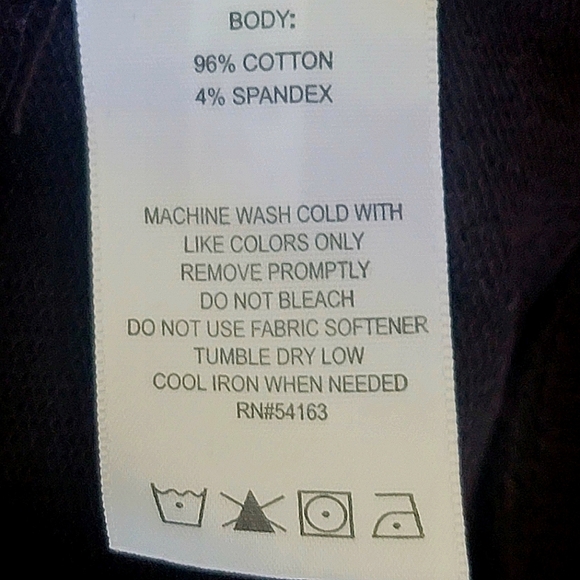 BODY:
96% COTTON
4% SPANDEX
MACHINE WASH COLD WITH
LIKE COLORS ONLY
REMOVE PROMPTLY
DO NOT BLEACH
DO NOT USE FABRIC SOFTENER
TUMBLE DRY LOW
COOL IRON WHEN NEEDED
RN#54163